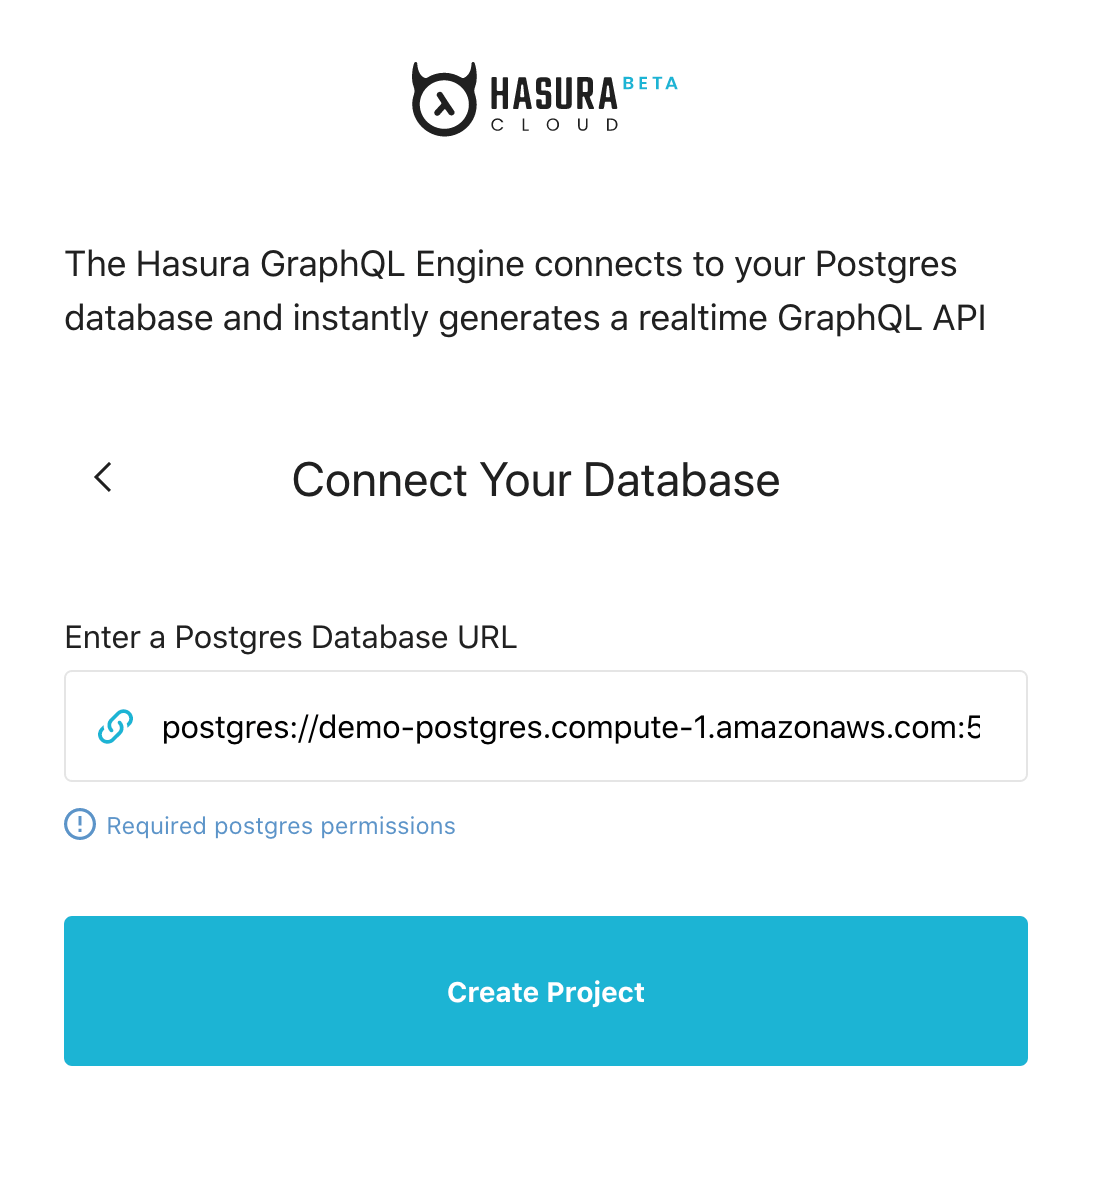 HASURA BETA
CLOUD
The Hasura GraphQL Engine connects to your Postgres
database and instantly generates a realtime GraphQL API
Connect Your Database
Enter a Postgres Database URL
postgres://demo-postgres.compute-1.amazonaws.com:5
Required postgres permissions
Create Project